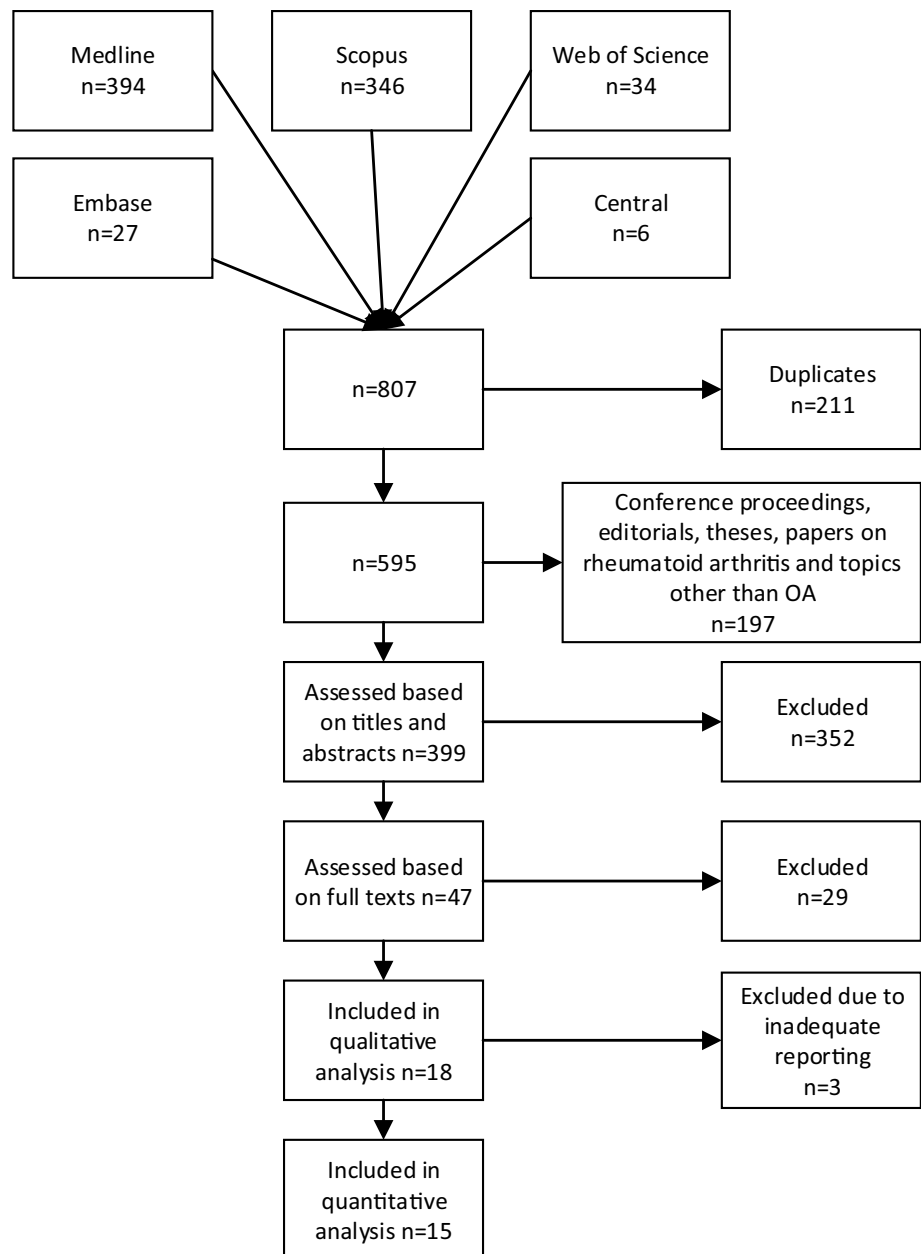 Medline
n=394
Scopus
n=346
Web of Science
n=34
Embase
n=27
Central
n=6
n=807
Duplicates
n=211
n=595
Conference proceedings,
editorials, theses, papers on
rheumatoid arthritis and topics
other than OA
n=197
Assessed based
on titles and
abstracts n=399
Excluded
n=352
Assessed based
on full texts n=47
Excluded
n=29
Included in
qualitative
analysis n=18
Excluded due to
inadequate
reporting
n=3
Included in
quantitative
analysis n=15